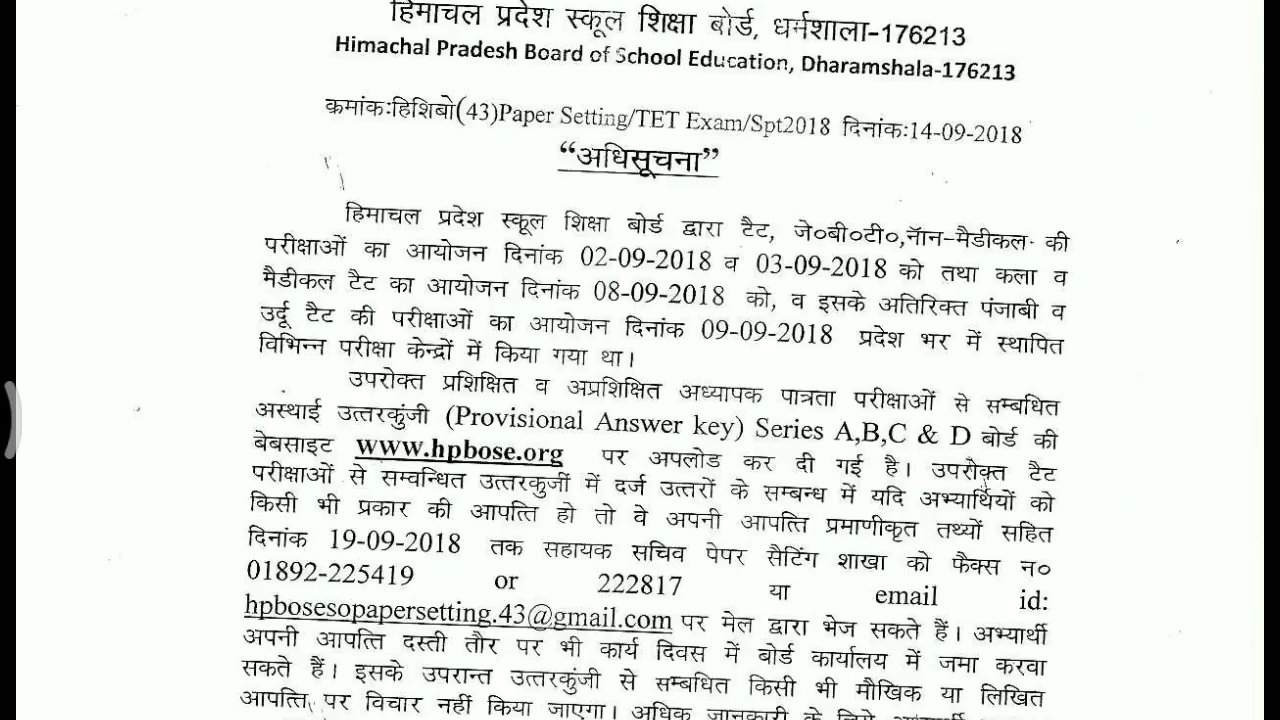 हिमाचल प्रदेश स्कूल शिक्षा बोर्ड, धर्मशाला-176213
Himachal Pradesh Board of School Education, Dharamshala-176213
क्रमांक:हिशिबो(43)Paper Setting/TET Exam/Spt2018 दिनांक:14-09-2018
“अधिसूचना”
हिमाचल प्रदेश स्कूल शिक्षा बोर्ड द्वारा टैट, जे०बी०टी०,नॉन-मैडीकल की
परीक्षाओं का आयोजन दिनांक 02-09-2018 व 03-09-2018 को तथा कला व
मैडीकल टैट का आयोजन दिनांक 08-09-2018 को, व इसके अतिरिक्त पंजाबी व
उर्दू टैट की परीक्षाओं का आयोजन दिनांक 09-09-2018 प्रदेश भर में स्थापित
विभिन्न परीक्षा केन्द्रों में किया गया था।
उपरोक्त प्रशिक्षित व अप्रशिक्षित अध्यापक पात्रता परीक्षाओं से सम्बधित
अस्थाई उत्तरकुंजी (Provisional Answer key) Series A,B,C & D बोर्ड की
बेबसाइट www.hpbose.org पर अपलोड कर दी गई है। उपरोक्त टैट
परीक्षाओं से सम्वन्धित उत्तरकुर्जी में दर्ज उत्तरों के सम्बन्ध में यदि अभ्यार्थियों को
किसी भी प्रकार की आपत्ति हो तो वे अपनी आपत्ति प्रमाणीकृत तथ्यों सहित
दिनांक 19-09-2018 तक सहायक सचिव पेपर सैटिंग शाखा को फैक्स न०
01892-225419 or 222817 या email id:
hpbosesopapersetting.43@gmail.com पर मेल द्वारा भेज सकते हैं। अभ्यार्थी
अपनी आपत्ति दस्ती तौर पर भी कार्य दिवस में बोर्ड कार्यालय में जमा करवा
सकते हैं। इसके उपरान्त उत्तरकुंजी से सम्बधित किसी भी मौखिक या लिखित
आपत्ति पर विचार नहीं किया जाएगा। अधिक जानकारी के लिये